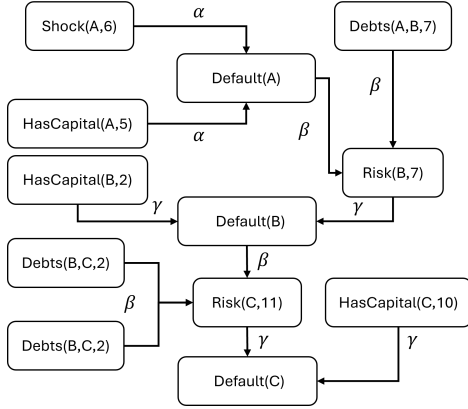 Shock(A,6)
α
Debts(A,B,7)
Default(A)
β
β
HasCapital(A,5)
α
HasCapital(B,2)
Risk(B,7)
γ
γ
Default(B)
Debts(B,C,2)
β
β
Risk(C,11)
HasCapital(C,10)
Debts(B,C,2)
γ
γ
Default(C)